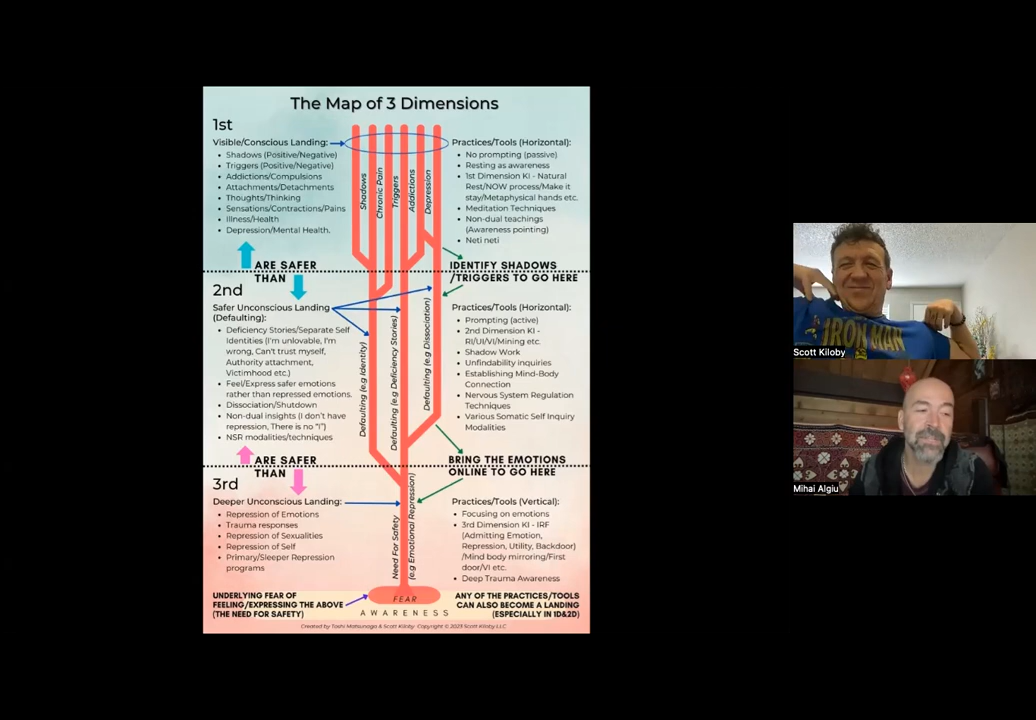 The Map of 3 Dimensions
1st
Visible/Conscious Landing:
• Shadows (Positive/Negative)
• Triggers (Positive/Negative)
• Addictions/Compulsions
• Attachments/Detachments
• Thoughts/Thinking
• Sensations/Contractions/Pains
• Illness/Health
• Depression/Mental Health.
Shadows
Chronic Pain
Triggers
Addictions
Depression
Practices/Tools (Horizontal):
• No prompting (passive)
• Resting as awareness
• 1st Dimension KI - Natural
Rest/NOW process/Make it
stay/Metaphysical hands etc.
• Meditation Techniques
• Non-dual teachings
(Awareness pointing)
• Neti neti
ARE SAFER
THAN
IDENTIFY SHADOWS
/TRIGGERS TO GO HERE
2nd
Safer Unconscious Landing
(Defaulting):
• Deficiency Stories/Separate Self
Identities (I'm unlovable, I'm
wrong, Can't trust myself,
Authority attachment,
Victimhood etc.)
• Feel/Express safer emotions
rather than repressed emotions.
• Dissociation/Shutdown
• Non-dual insights (I don't have
repression, There is no "I")
• NSR modalities/techniques
Defaulting (e.g Identity)
Defaulting (e.g Deficiency Stories)
Defaulting (e.g Dissociation)
Practices/Tools (Horizontal):
• Prompting (active)
• 2nd Dimension KI -
RI/UI/VI/Mining etc.
• Shadow Work
• Unfindability inquiries
• Establishing Mind-Body
Connection
• Nervous System Regulation
Techniques
• Various Somatic Self Inquiry
Modalities
ARE SAFER
THAN
BRING THE EMOTIONS
ONLINE TO GO HERE
3rd
Deeper Unconscious Landing:
• Repression of Emotions
• Trauma responses
• Repression of Sexualities
• Repression of Self
• Primary/Sleeper Repression
programs
Need For Safety
(e.g Emotional Repression)
Practices/Tools (Vertical):
• Focusing on emotions
• 3rd Dimension KI - IRF
(Admitting Emotion,
Repression, Utility, Backdoor)
/Mind body mirroring/First
door/VI etc.
• Deep Trauma Awareness
UNDERLYING FEAR OF
FEELING/EXPRESSING THE ABOVE
(THE NEED FOR SAFETY)
FEAR
AWARENESS
ANY OF THE PRACTICES/TOOLS
CAN ALSO BECOME A LANDING
(ESPECIALLY IN 1D&2D)
Created by Toshi Matsunaga & Scott Kiloby Copyright © 2023 Scott Kiloby LLC
IRON MAN
Scott Kiloby
Mihai Algiu